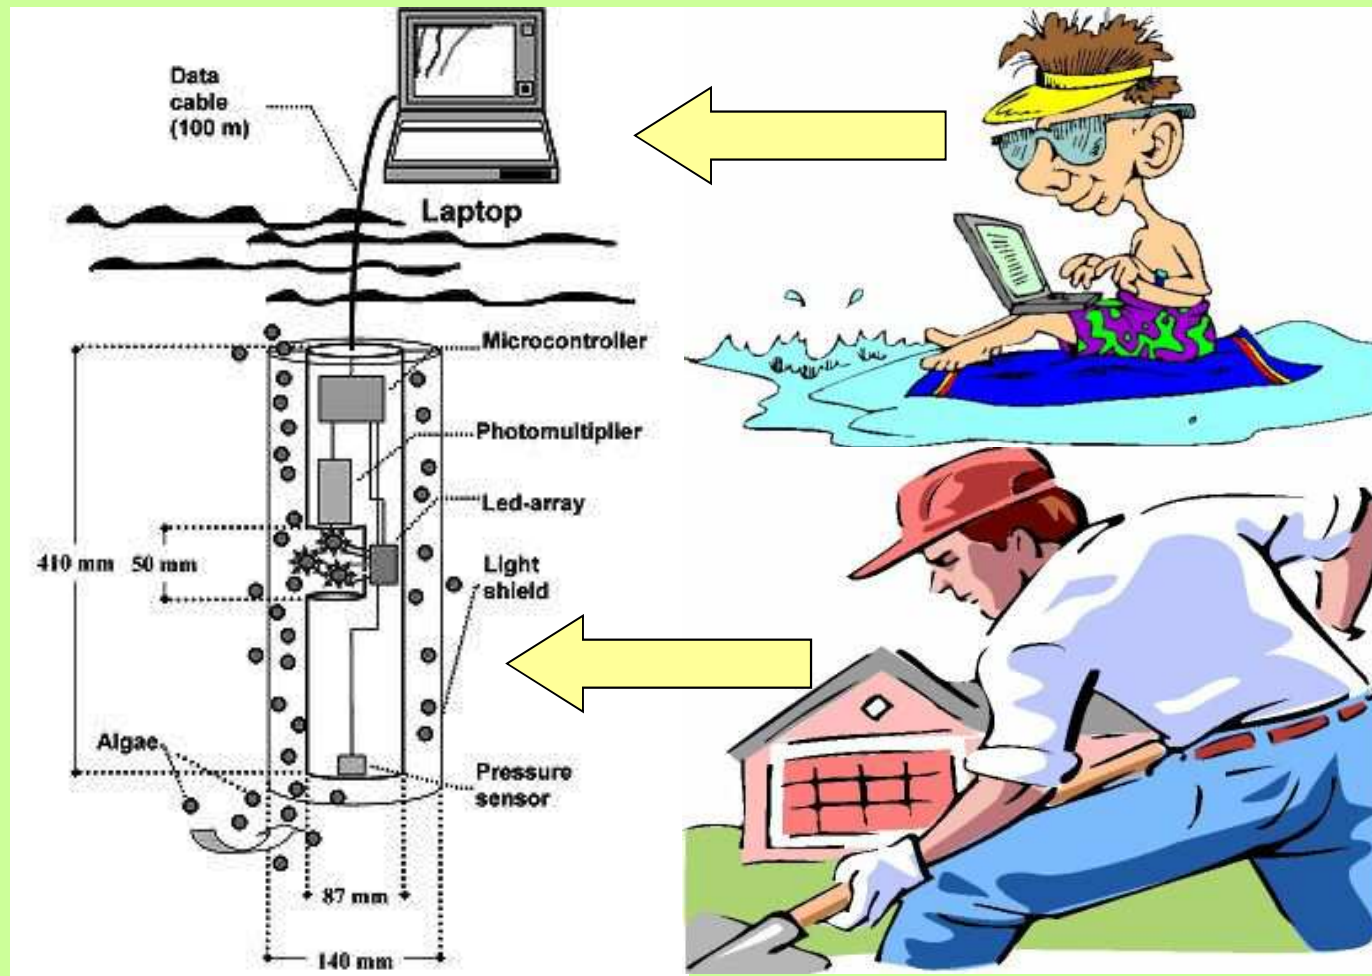 Data
cable
(100 m)
Laptop
Microcontroller
Photomultiplier
Led-array
410 mm
50 mm
Light
shield
Algae
Pressure
sensor
87 mm
140 mm